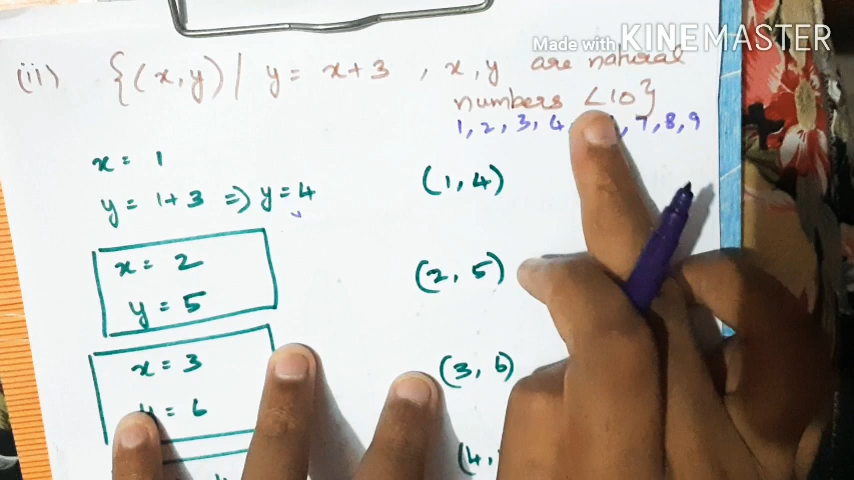 Made with KINEMASTER
(ii) {(x,y) | y = x+3 , x, y are natural
numbers <10}
1, 2, 3, 4, 7, 8, 9
x = 1
y = 1+3 => y = 4
(1, 4)
x = 2
y = 5
(2, 5)
x = 3
y = 6
(3, 6)
(4,